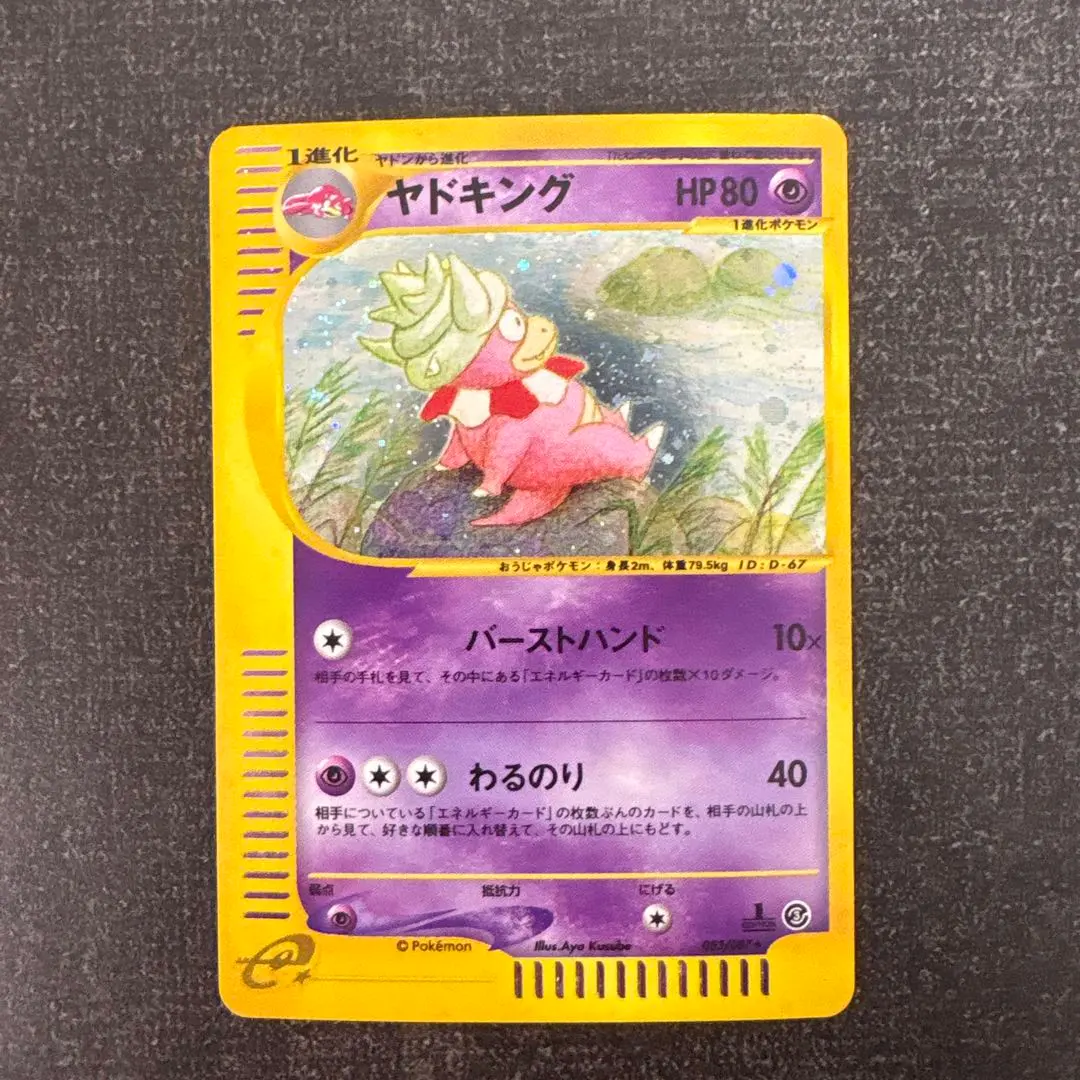 1進化 ヤドンから進化
ヤドキング HP80
1進化ポケモン
おうじゃポケモン:身長2m、体重79.5kg ID:D-67
バーストハンド 10×
相手の手札を見て、その中にある「エネルギーカード」の枚数×10ダメージ。
わるのり 40
相手についている「エネルギーカード」の枚数ぶんのカードを、相手の山札の上
から見て、好きな順番に入れ替えて、その山札の上にもどす。
弱点 抵抗力 にげる
1 EDITION
©Pokémon Illus.Aya Kusube
e